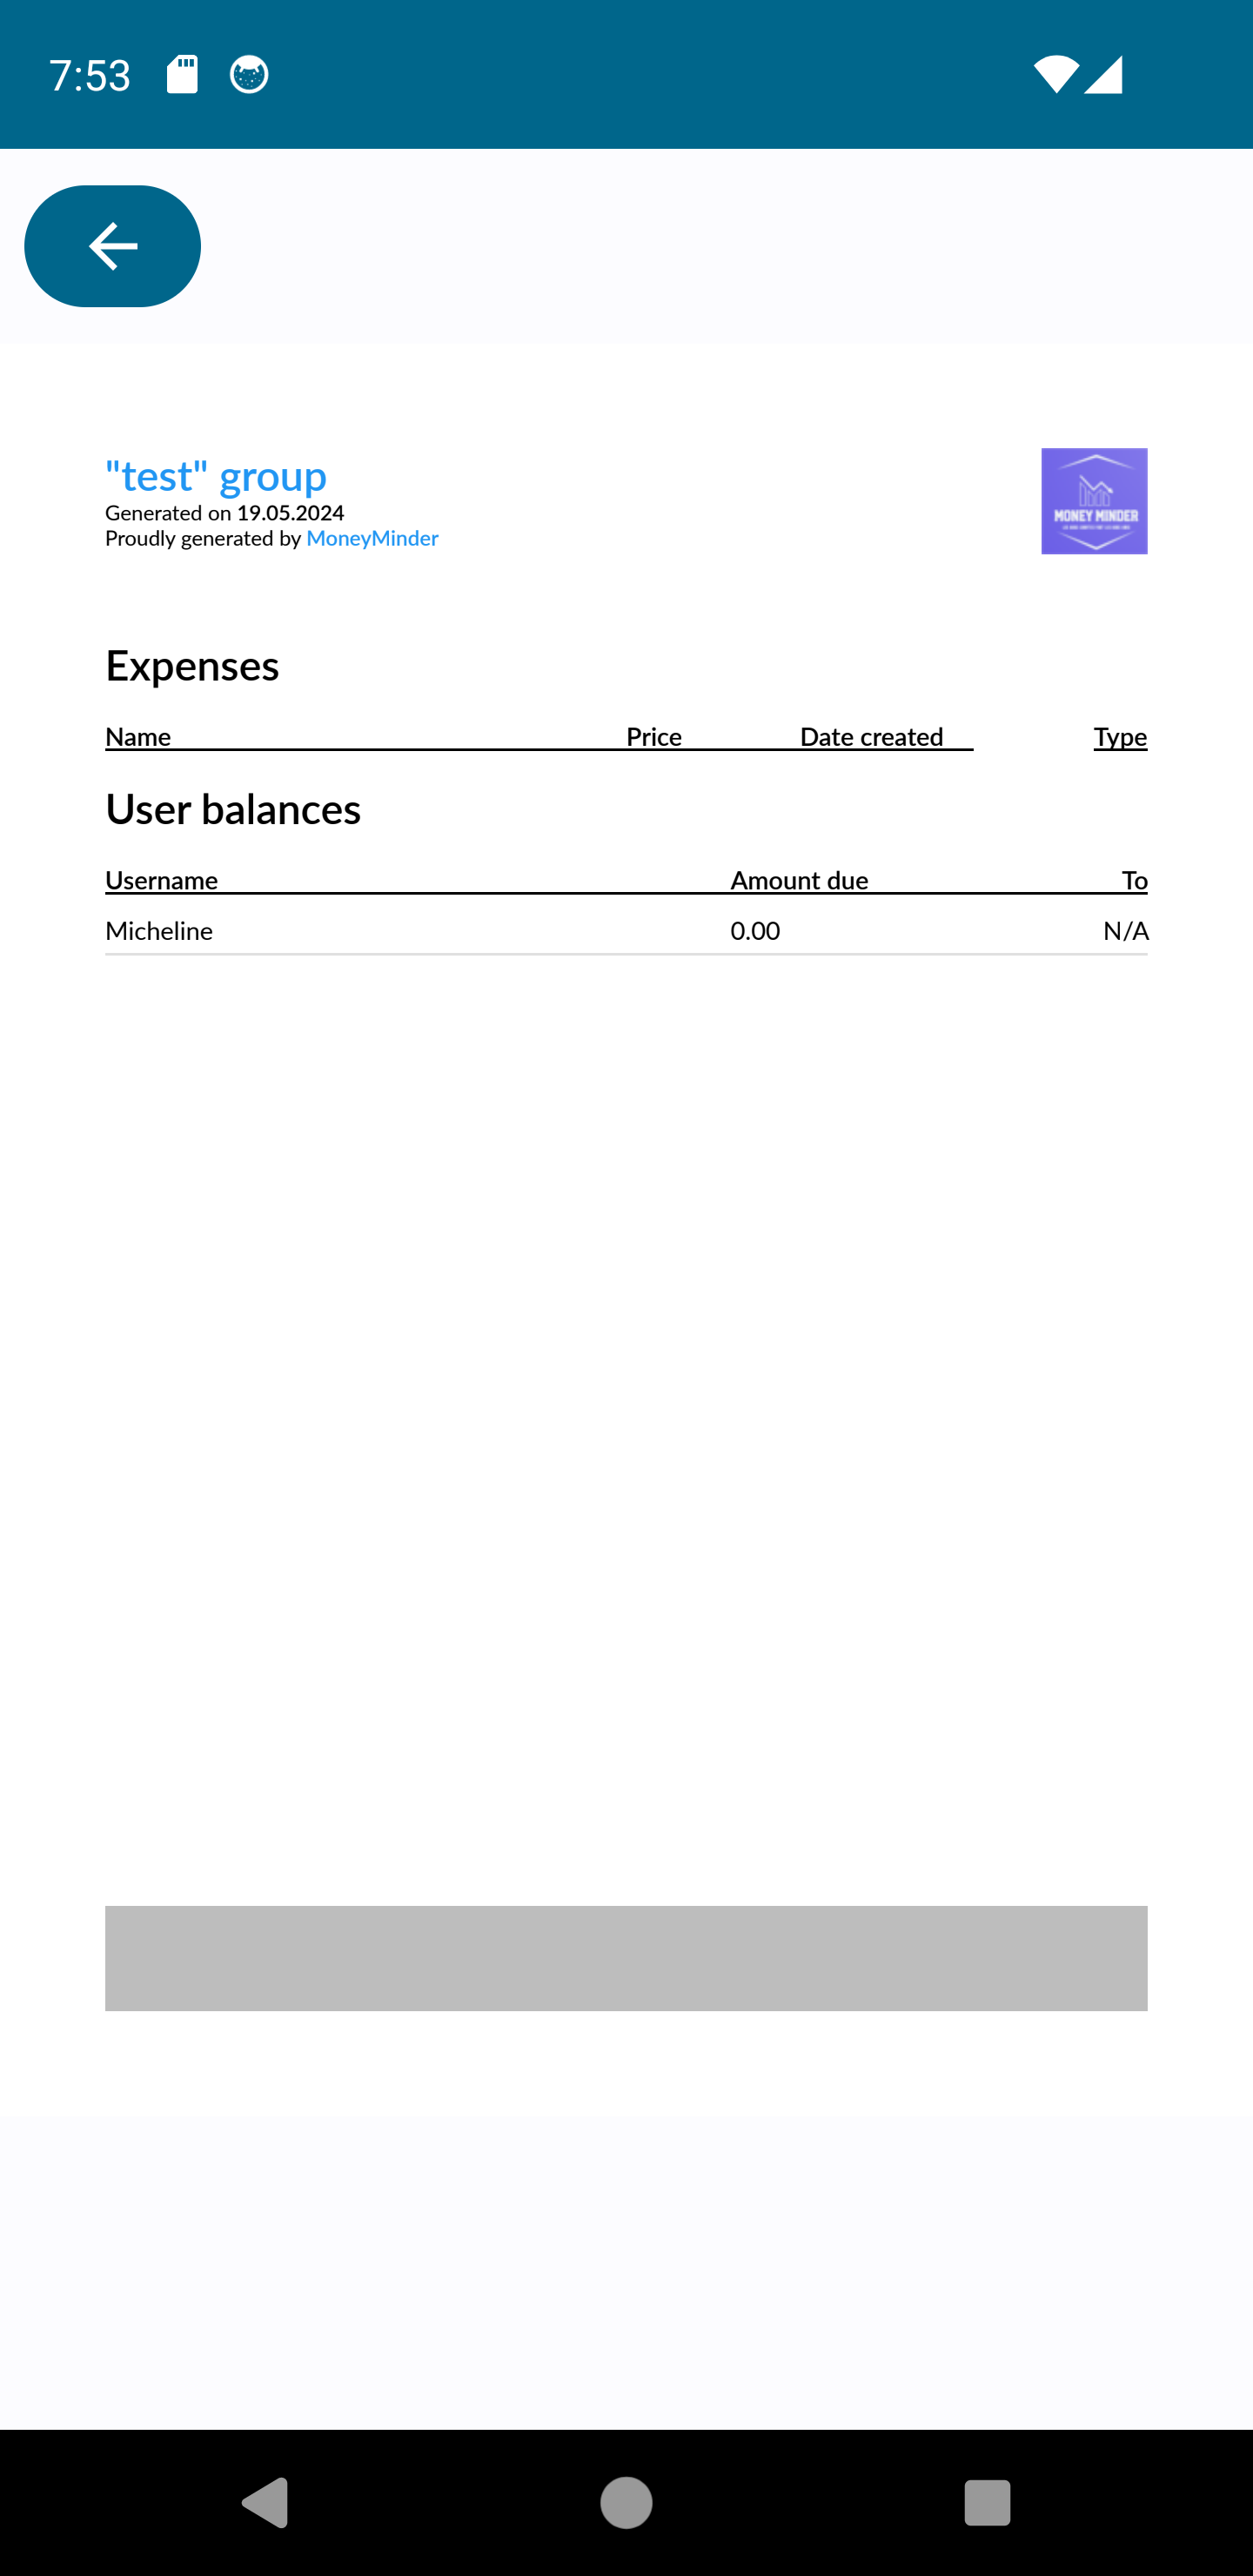 7:53
"test" group
Generated on 19.05.2024
Proudly generated by MoneyMinder
MONEY MINDER
Expenses
Name Price Date created Type
User balances
Username Amount due To
Micheline 0.00 N/A